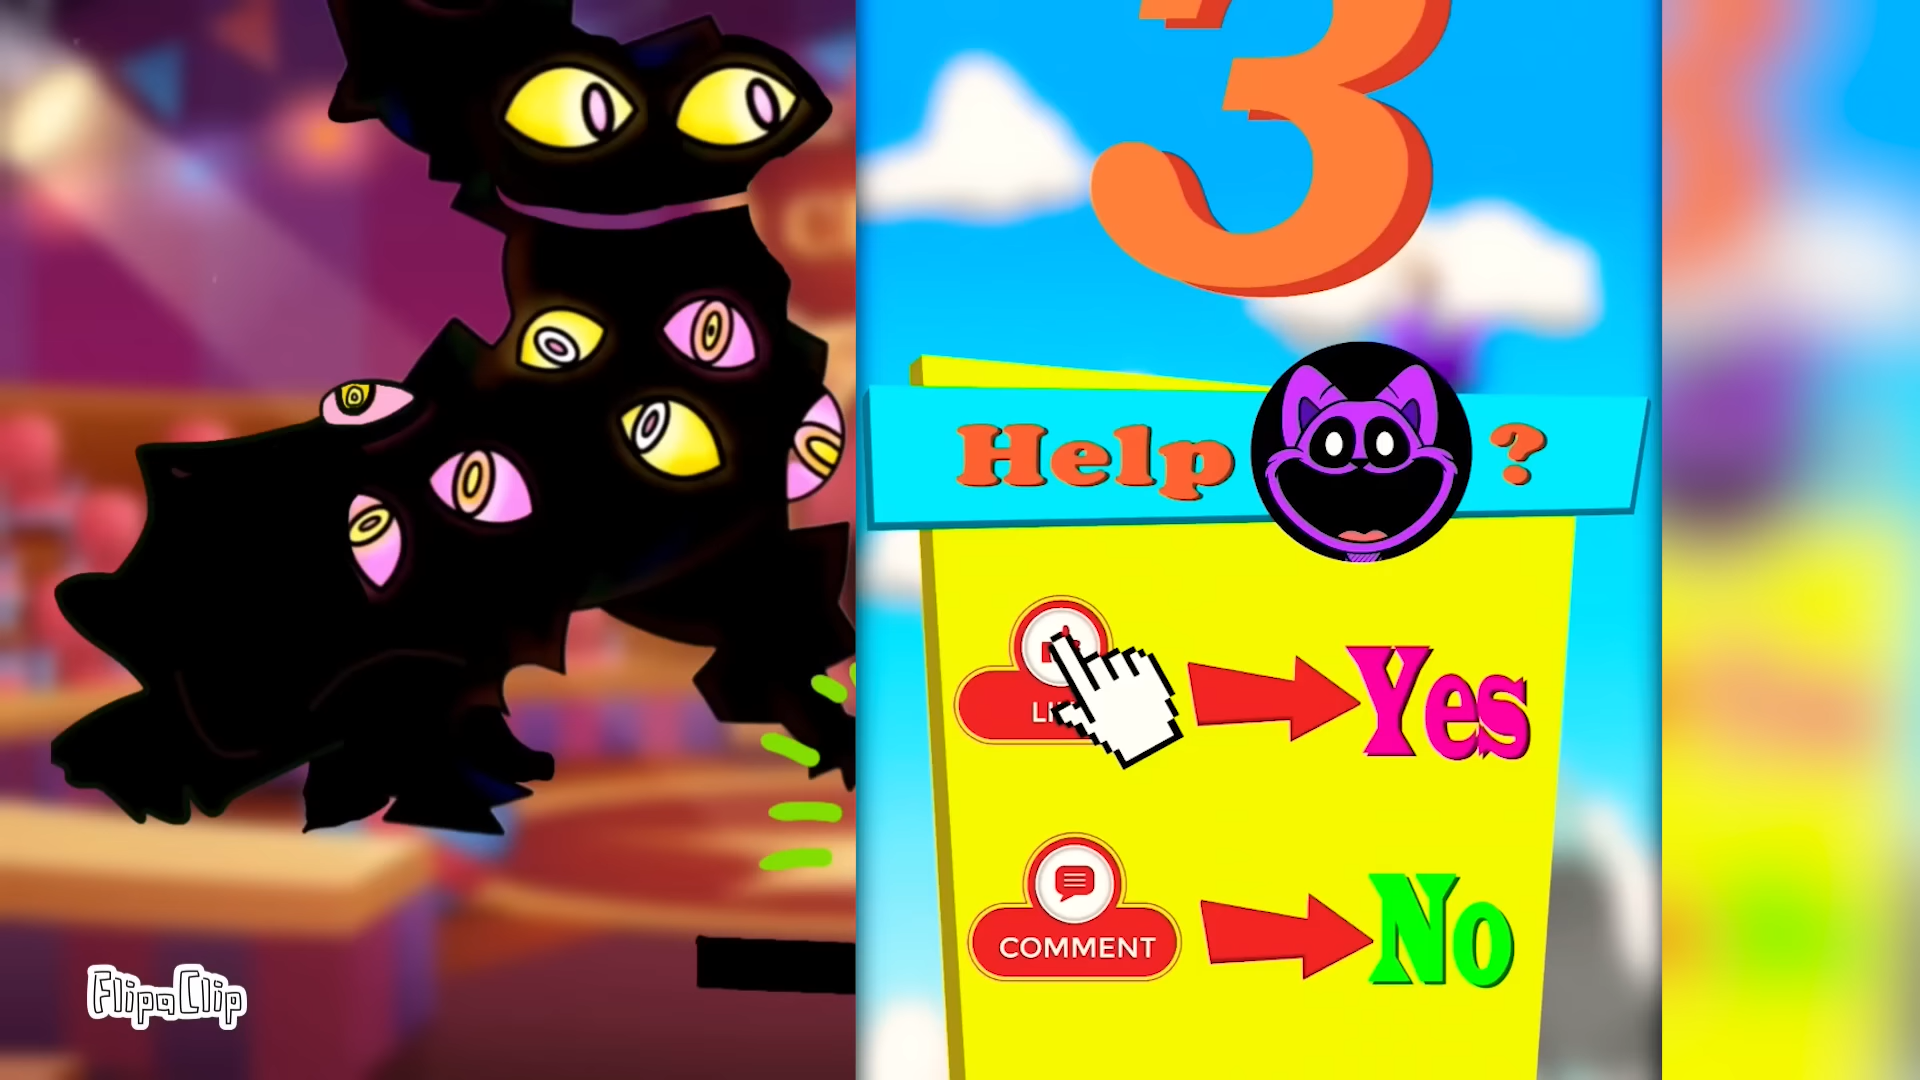 3
Help ?
Yes
COMMENT
No
FlipaClip